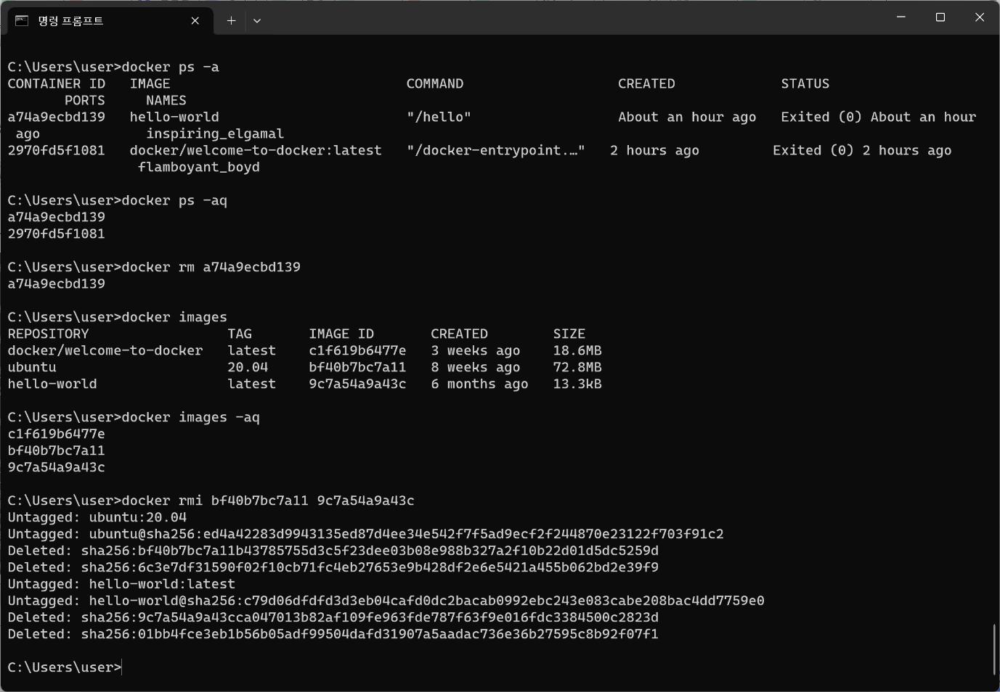 명령 프롬프트
C:\Users\user>docker ps -a
CONTAINER ID   IMAGE                             COMMAND                   CREATED             STATUS
       PORTS     NAMES
a74a9ecbd139   hello-world                       "/hello"                  About an hour ago   Exited (0) About an hour
 ago             inspiring_elgamal
2970fd5f1081   docker/welcome-to-docker:latest   "/docker-entrypoint.…"   2 hours ago         Exited (0) 2 hours ago
                flamboyant_boyd
C:\Users\user>docker ps -aq
a74a9ecbd139
2970fd5f1081
C:\Users\user>docker rm a74a9ecbd139
a74a9ecbd139
C:\Users\user>docker images
REPOSITORY                 TAG       IMAGE ID       CREATED        SIZE
docker/welcome-to-docker   latest    c1f619b6477e   3 weeks ago    18.6MB
ubuntu                     20.04     bf40b7bc7a11   8 weeks ago    72.8MB
hello-world                latest    9c7a54a9a43c   6 months ago   13.3kB
C:\Users\user>docker images -aq
c1f619b6477e
bf40b7bc7a11
9c7a54a9a43c
C:\Users\user>docker rmi bf40b7bc7a11 9c7a54a9a43c
Untagged: ubuntu:20.04
Untagged: ubuntu@sha256:ed4a42283d9943135ed87d4ee34e542f7f5ad9ecf2f244870e23122f703f91c2
Deleted: sha256:bf40b7bc7a11b43785755d3c5f23dee03b08e988b327a2f10b22d01d5dc5259d
Deleted: sha256:6c3e7df31590f02f10cb71fc4eb27653e9b428df2e6e5421a455b062bd2e39f9
Untagged: hello-world:latest
Untagged: hello-world@sha256:c79d06dfdfd3d3eb04cafd0dc2bacab0992ebc243e083cabe208bac4dd7759e0
Deleted: sha256:9c7a54a9a43cca047013b82af109fe963fde787f63f9e016fdc3384500c2823d
Deleted: sha256:01bb4fce3eb1b56b05adf99504dafd31907a5aadac736e36b27595c8b92f07f1
C:\Users\user>